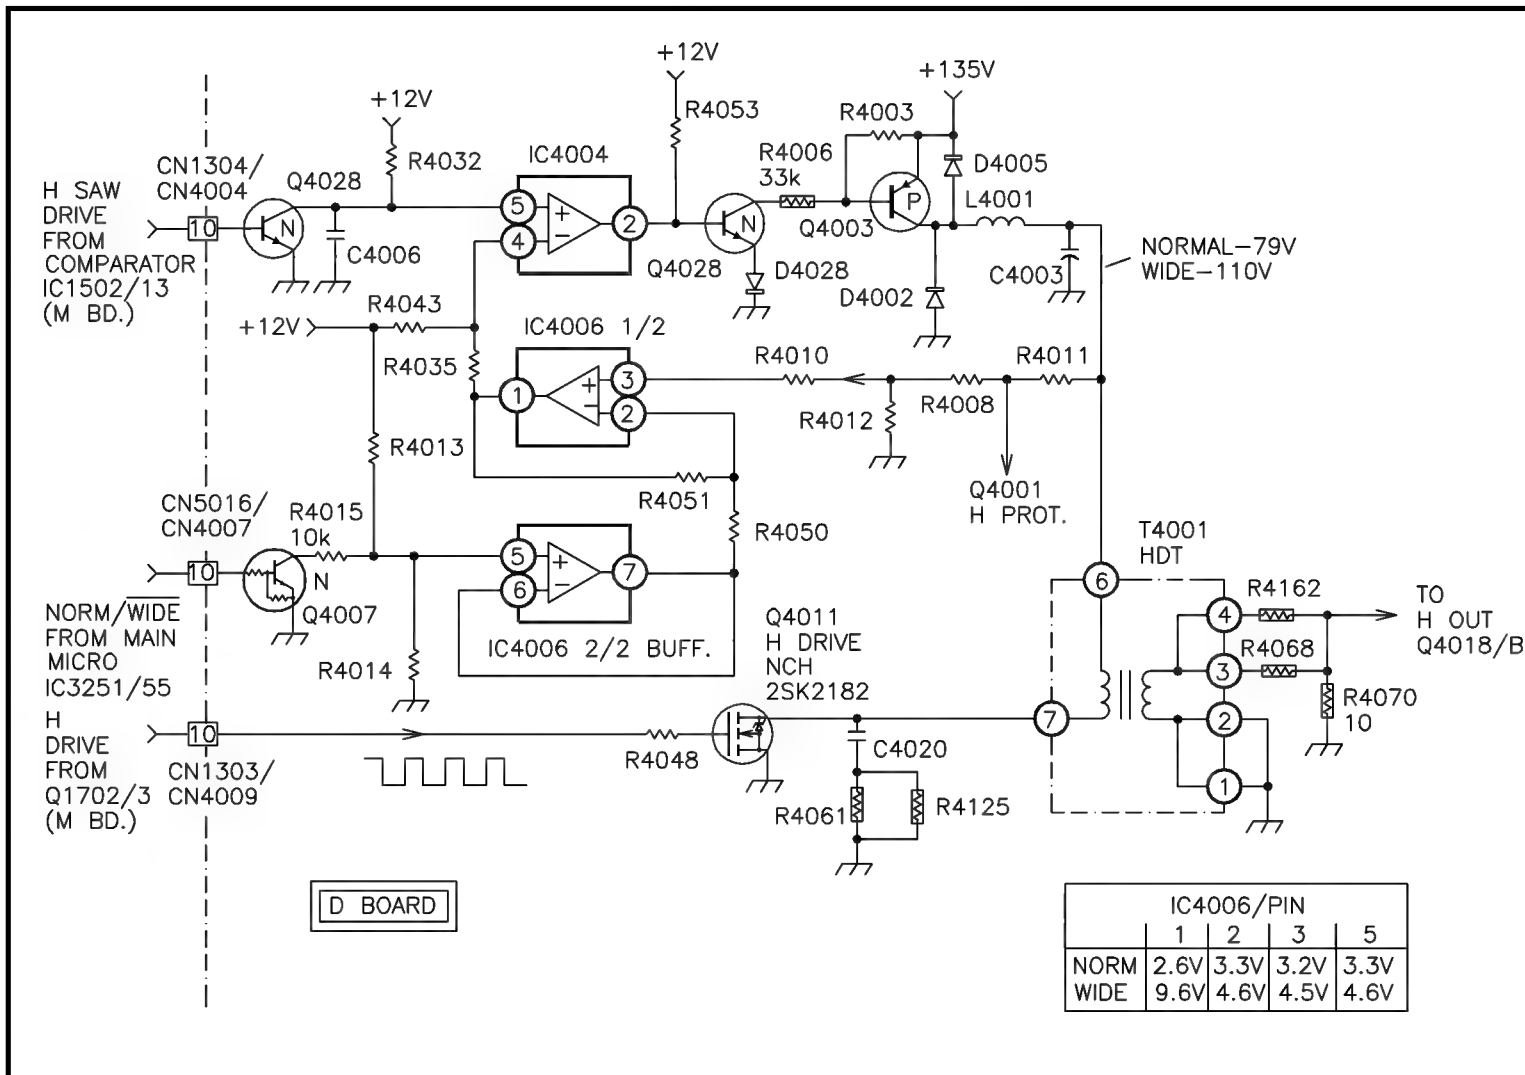 +12V
+135V
+12V
R4053
R4003
CN1304/
CN4004
Q4028
R4032
IC4004
R4006
33k
D4005
L4001
H SAW
DRIVE
FROM
COMPARATOR
IC1502/13
(M BD.)
10
N
C4006
5
4
+
−
2
N
Q4028
D4028
Q4003
P
D4002
C4003
NORMAL-79V
WIDE-110V
+12V
R4043
R4035
IC4006 1/2
1
+
−
3
2
R4010
R4012
R4008
R4011
R4013
R4051
Q4001
H PROT.
CN5016/
CN4007
R4015
10k
R4050
T4001
HDT
10
N
Q4007
5
6
+
−
7
IC4006 2/2 BUFF.
NORM/WIDE
FROM MAIN
MICRO
IC3251/55
R4014
Q4011
H DRIVE
NCH
2SK2182
6
7
4
3
2
1
R4162
R4068
R4070
10
TO
H OUT
Q4018/B
H
DRIVE
FROM
Q1702/3
(M BD.)
10
CN1303/
CN4009
R4048
C4020
R4061
R4125
D BOARD
IC4006/PIN
1 2 3 5
NORM 2.6V 3.3V 3.2V 3.3V
WIDE 9.6V 4.6V 4.5V 4.6V